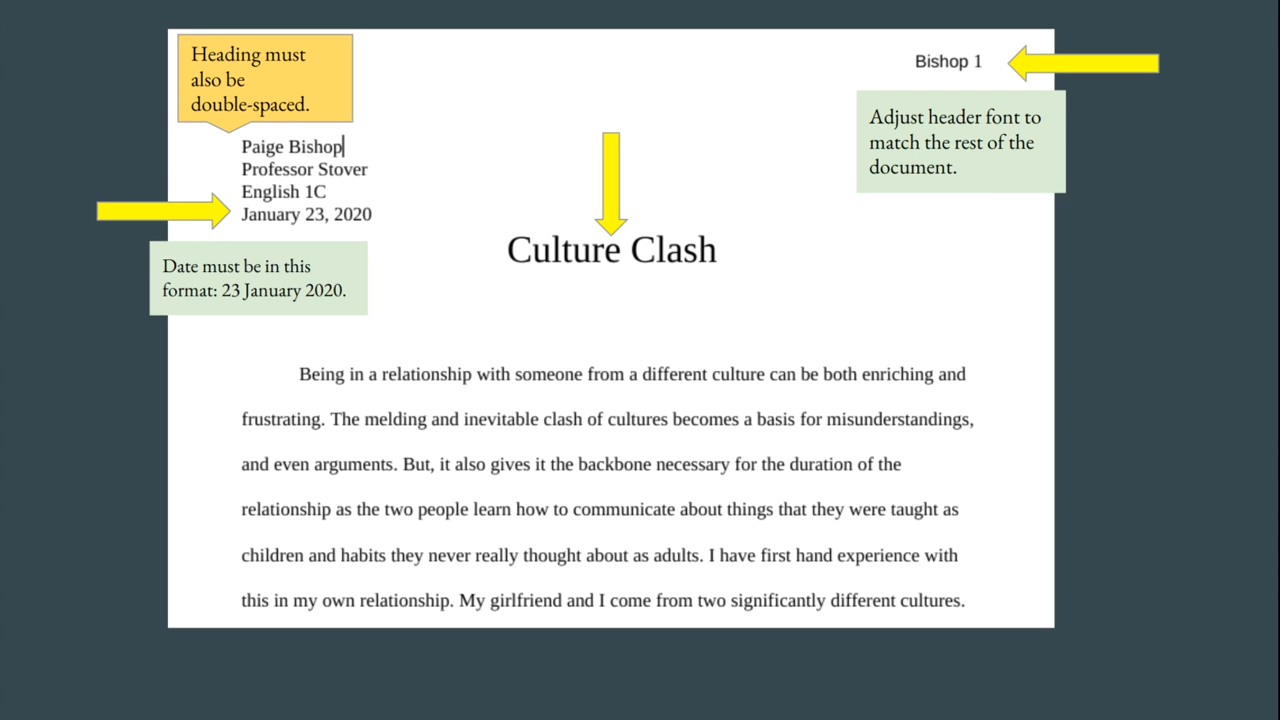 Heading must
also be
double-spaced.
Bishop 1
Adjust header font to
match the rest of the
document.
Paige Bishop
Professor Stover
English 1C
January 23, 2020
Date must be in this
format: 23 January 2020.
Culture Clash
Being in a relationship with someone from a different culture can be both enriching and
frustrating. The melding and inevitable clash of cultures becomes a basis for misunderstandings,
and even arguments. But, it also gives it the backbone necessary for the duration of the
relationship as the two people learn how to communicate about things that they were taught as
children and habits they never really thought about as adults. I have first hand experience with
this in my own relationship. My girlfriend and I come from two significantly different cultures.